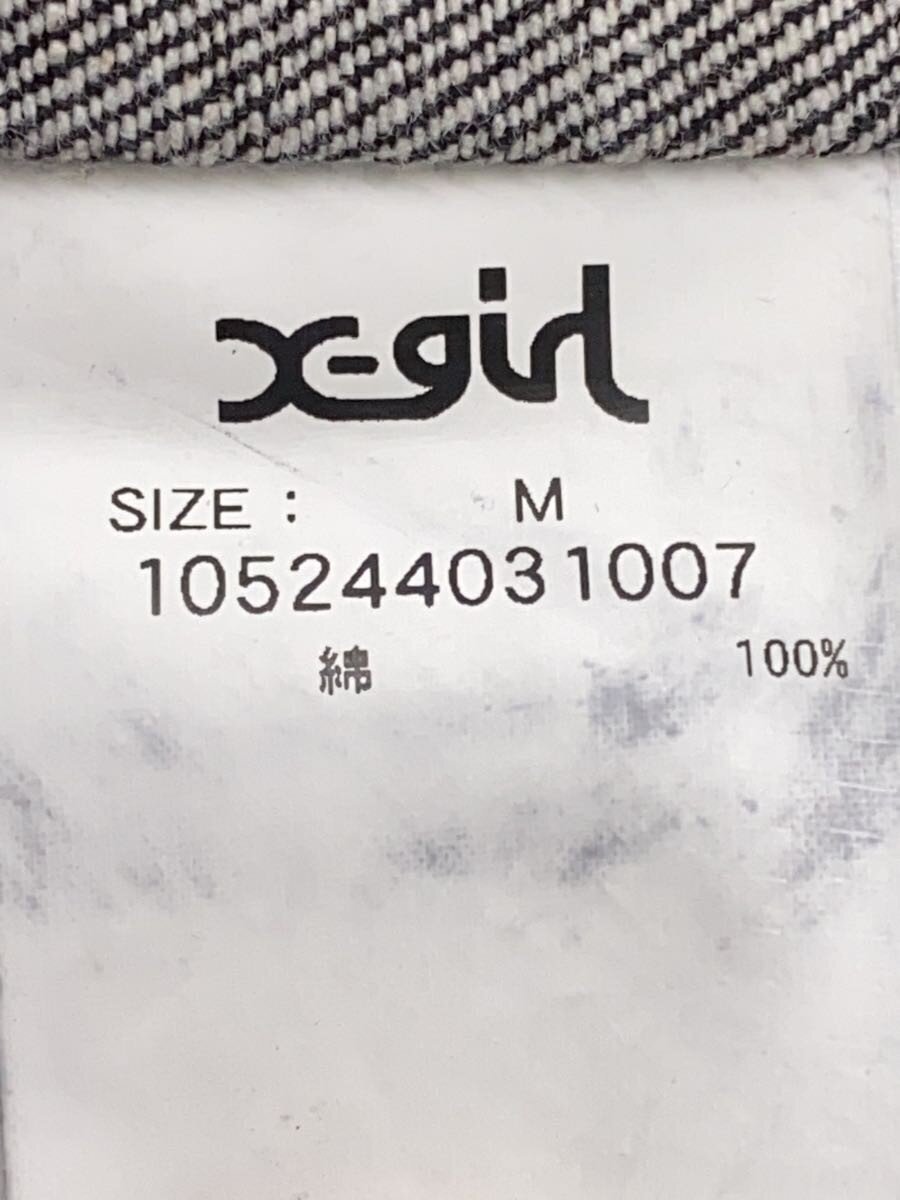 x-girl
SIZE : M
105244031007
綿 100%